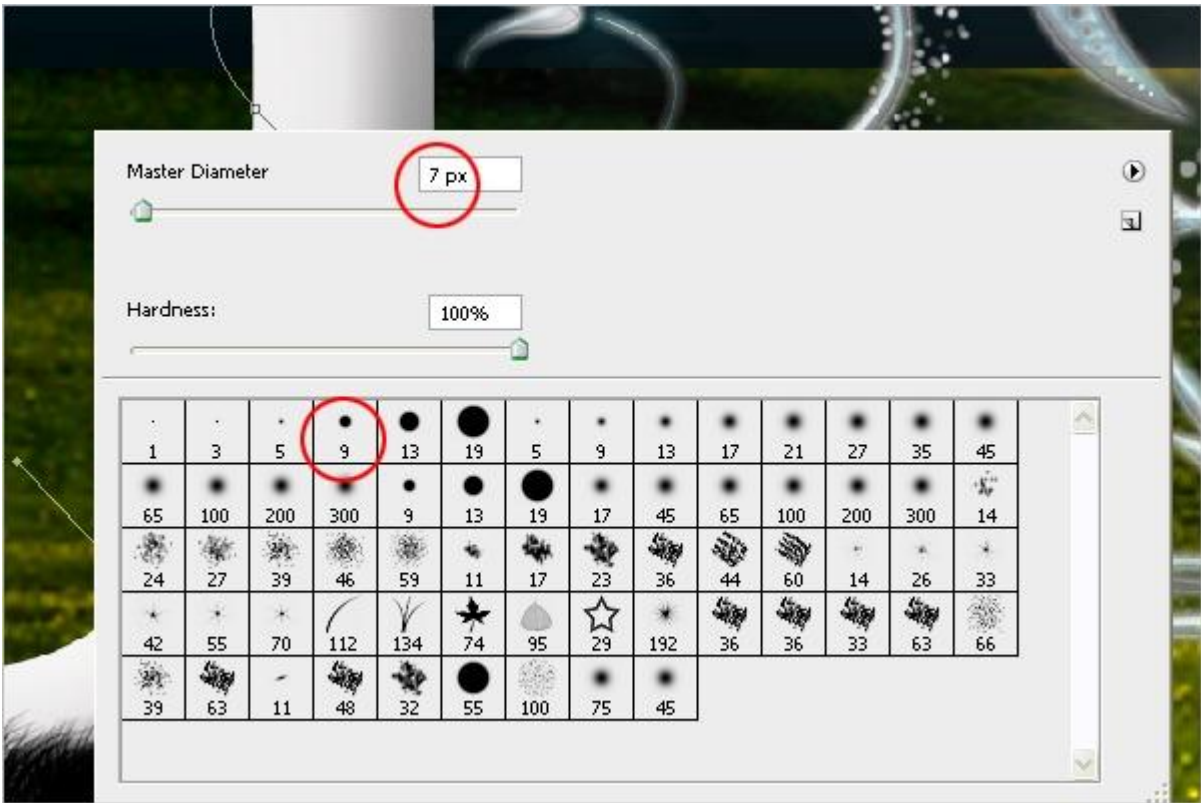 Master Diameter 7 px
Hardness: 100%
1 3 5 9 13 19 5 9 13 17 21 27 35 45
65 100 200 300 9 13 19 17 45 65 100 200 300 14
24 27 39 46 59 11 17 23 36 44 60 14 26 33
42 55 70 112 134 74 95 29 192 36 36 33 63 66
39 63 11 48 32 55 100 75 45